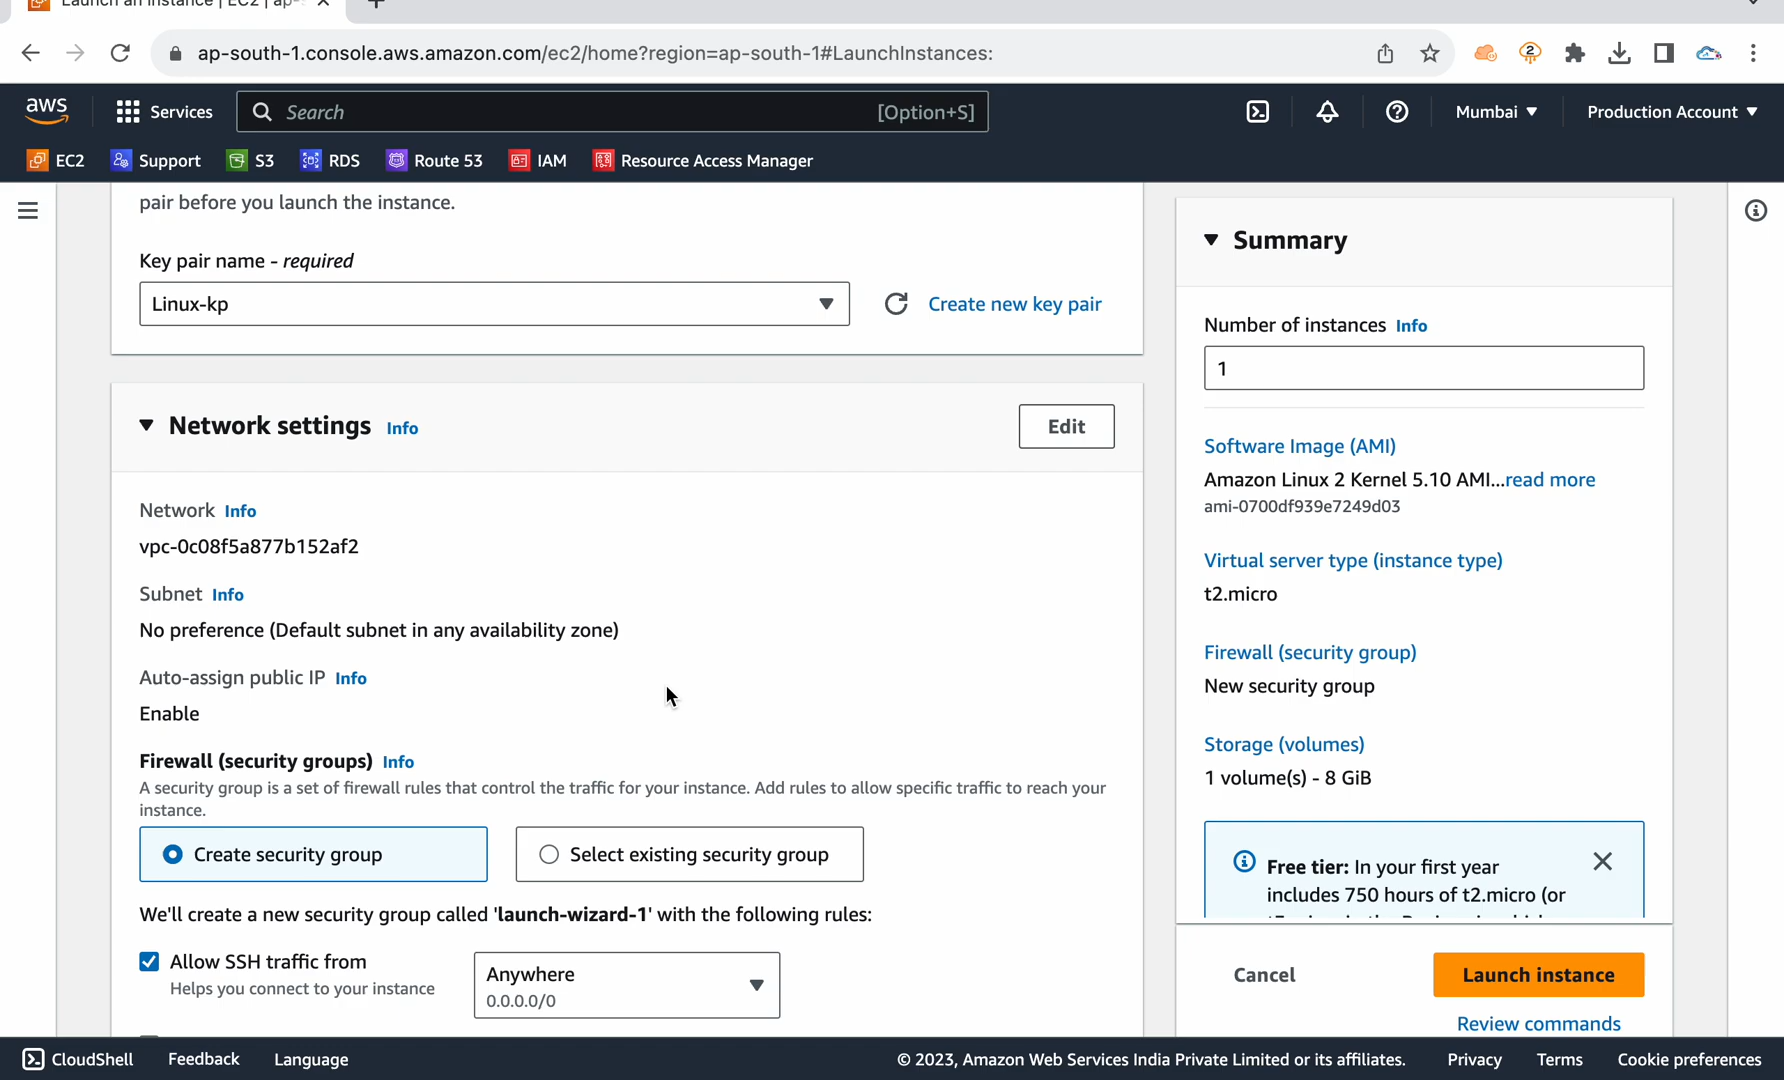 Launch an instance | EC2 | ap-s
ap-south-1.console.aws.amazon.com/ec2/home?region=ap-south-1#LaunchInstances:
2
aws
Services
Search
[Option+S]
Mumbai
Production Account
EC2
Support
S3
RDS
Route 53
IAM
Resource Access Manager
pair before you launch the instance.
Key pair name - required
Linux-kp
Create new key pair
Network settings Info
Edit
Network Info
vpc-0c08f5a877b152af2
Subnet Info
No preference (Default subnet in any availability zone)
Auto-assign public IP Info
Enable
Firewall (security groups) Info
A security group is a set of firewall rules that control the traffic for your instance. Add rules to allow specific traffic to reach your
instance.
Create security group
Select existing security group
We'll create a new security group called 'launch-wizard-1' with the following rules:
Allow SSH traffic from
Helps you connect to your instance
Anywhere
0.0.0.0/0
Summary
Number of instances Info
1
Software Image (AMI)
Amazon Linux 2 Kernel 5.10 AMI...read more
ami-0700df939e7249d03
Virtual server type (instance type)
t2.micro
Firewall (security group)
New security group
Storage (volumes)
1 volume(s) - 8 GiB
Free tier: In your first year
includes 750 hours of t2.micro (or
Cancel
Launch instance
Review commands
CloudShell
Feedback
Language
© 2023, Amazon Web Services India Private Limited or its affiliates.
Privacy
Terms
Cookie preferences